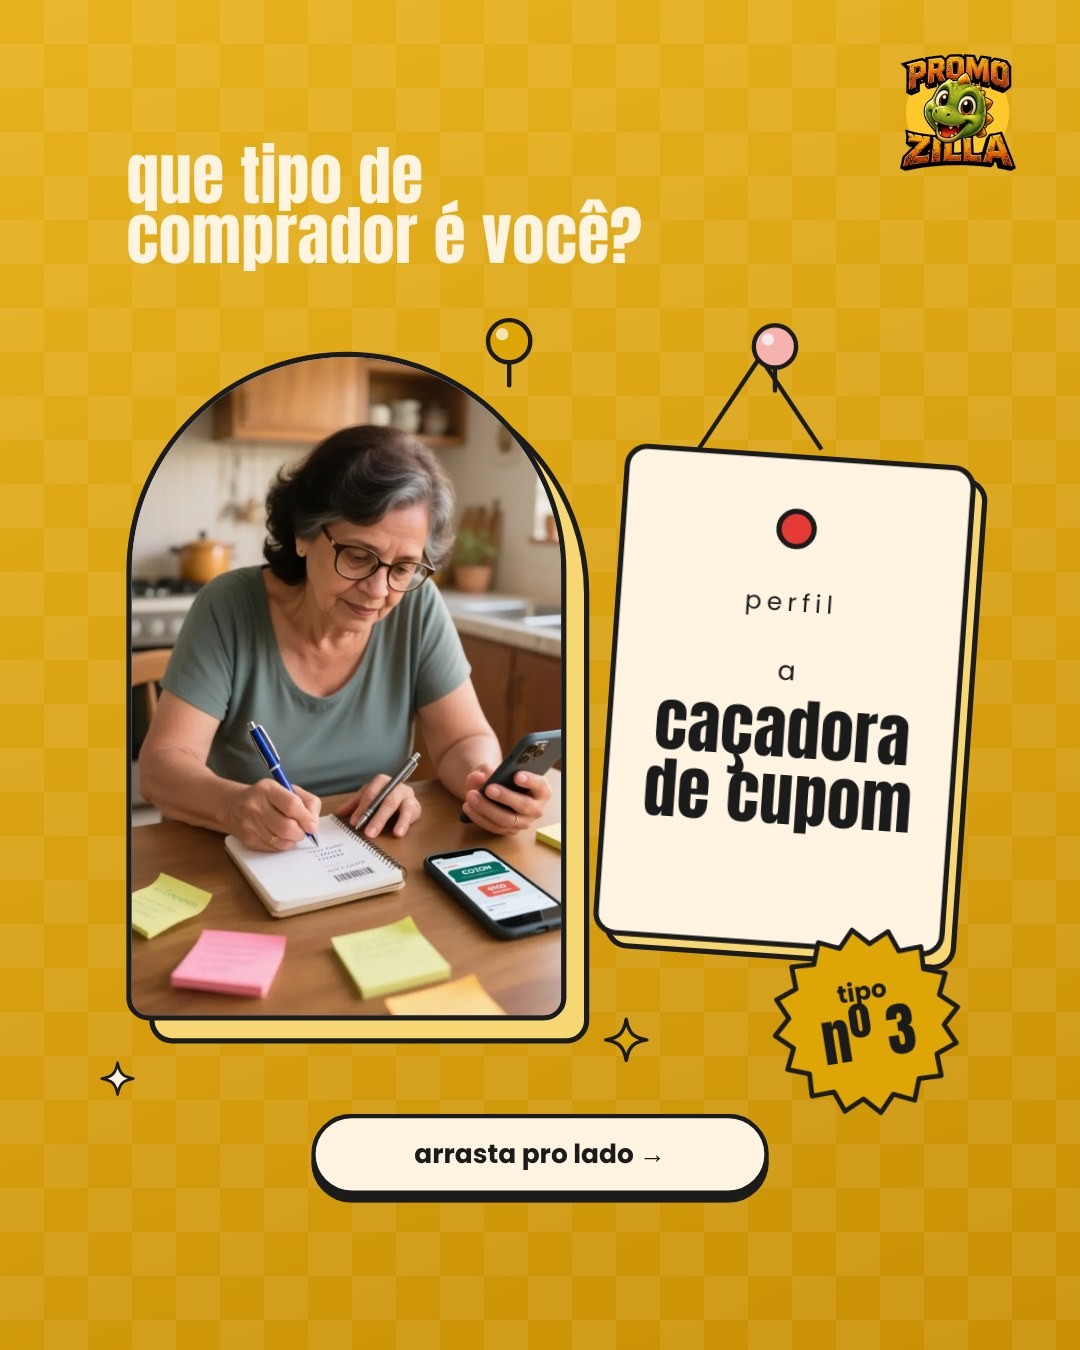 PROMO
ZILLA
que tipo de
comprador é você?
perfil
a
caçadora
de cupom
tipo
nº 3
arrasta pro lado →